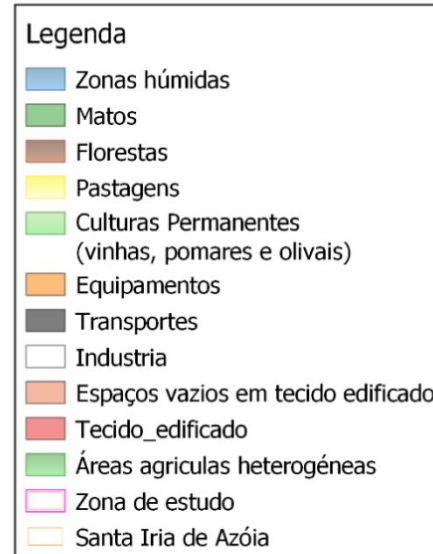 Legenda
Zonas húmidas
Matos
Florestas
Pastagens
Culturas Permanentes
(vinhas, pomares e olivais)
Equipamentos
Transportes
Industria
Espaços vazios em tecido edificado
Tecido_edificado
Áreas agriculas heterogéneas
Zona de estudo
Santa Iria de Azóia